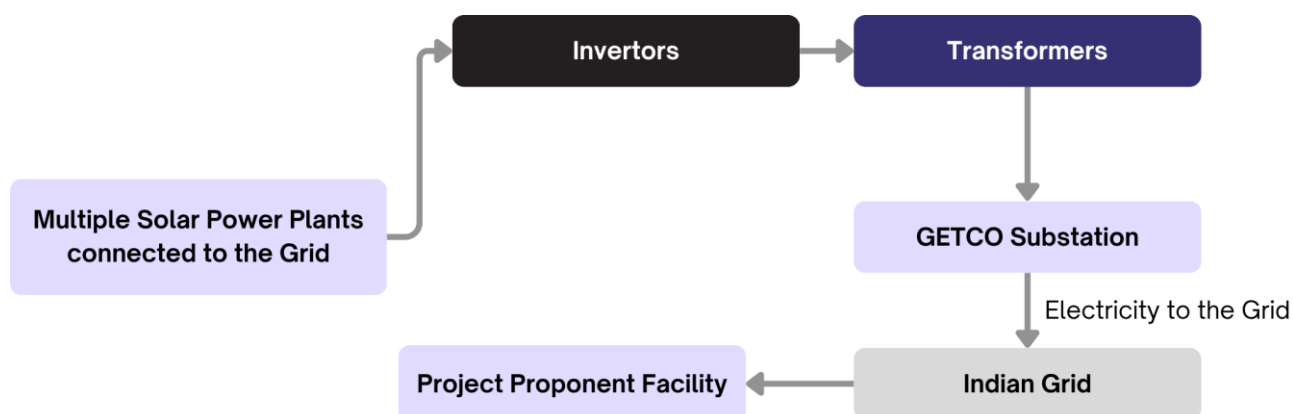 Invertors
Transformers
Multiple Solar Power Plants
connected to the Grid
GETCO Substation
Electricity to the Grid
Project Proponent Facility
Indian Grid